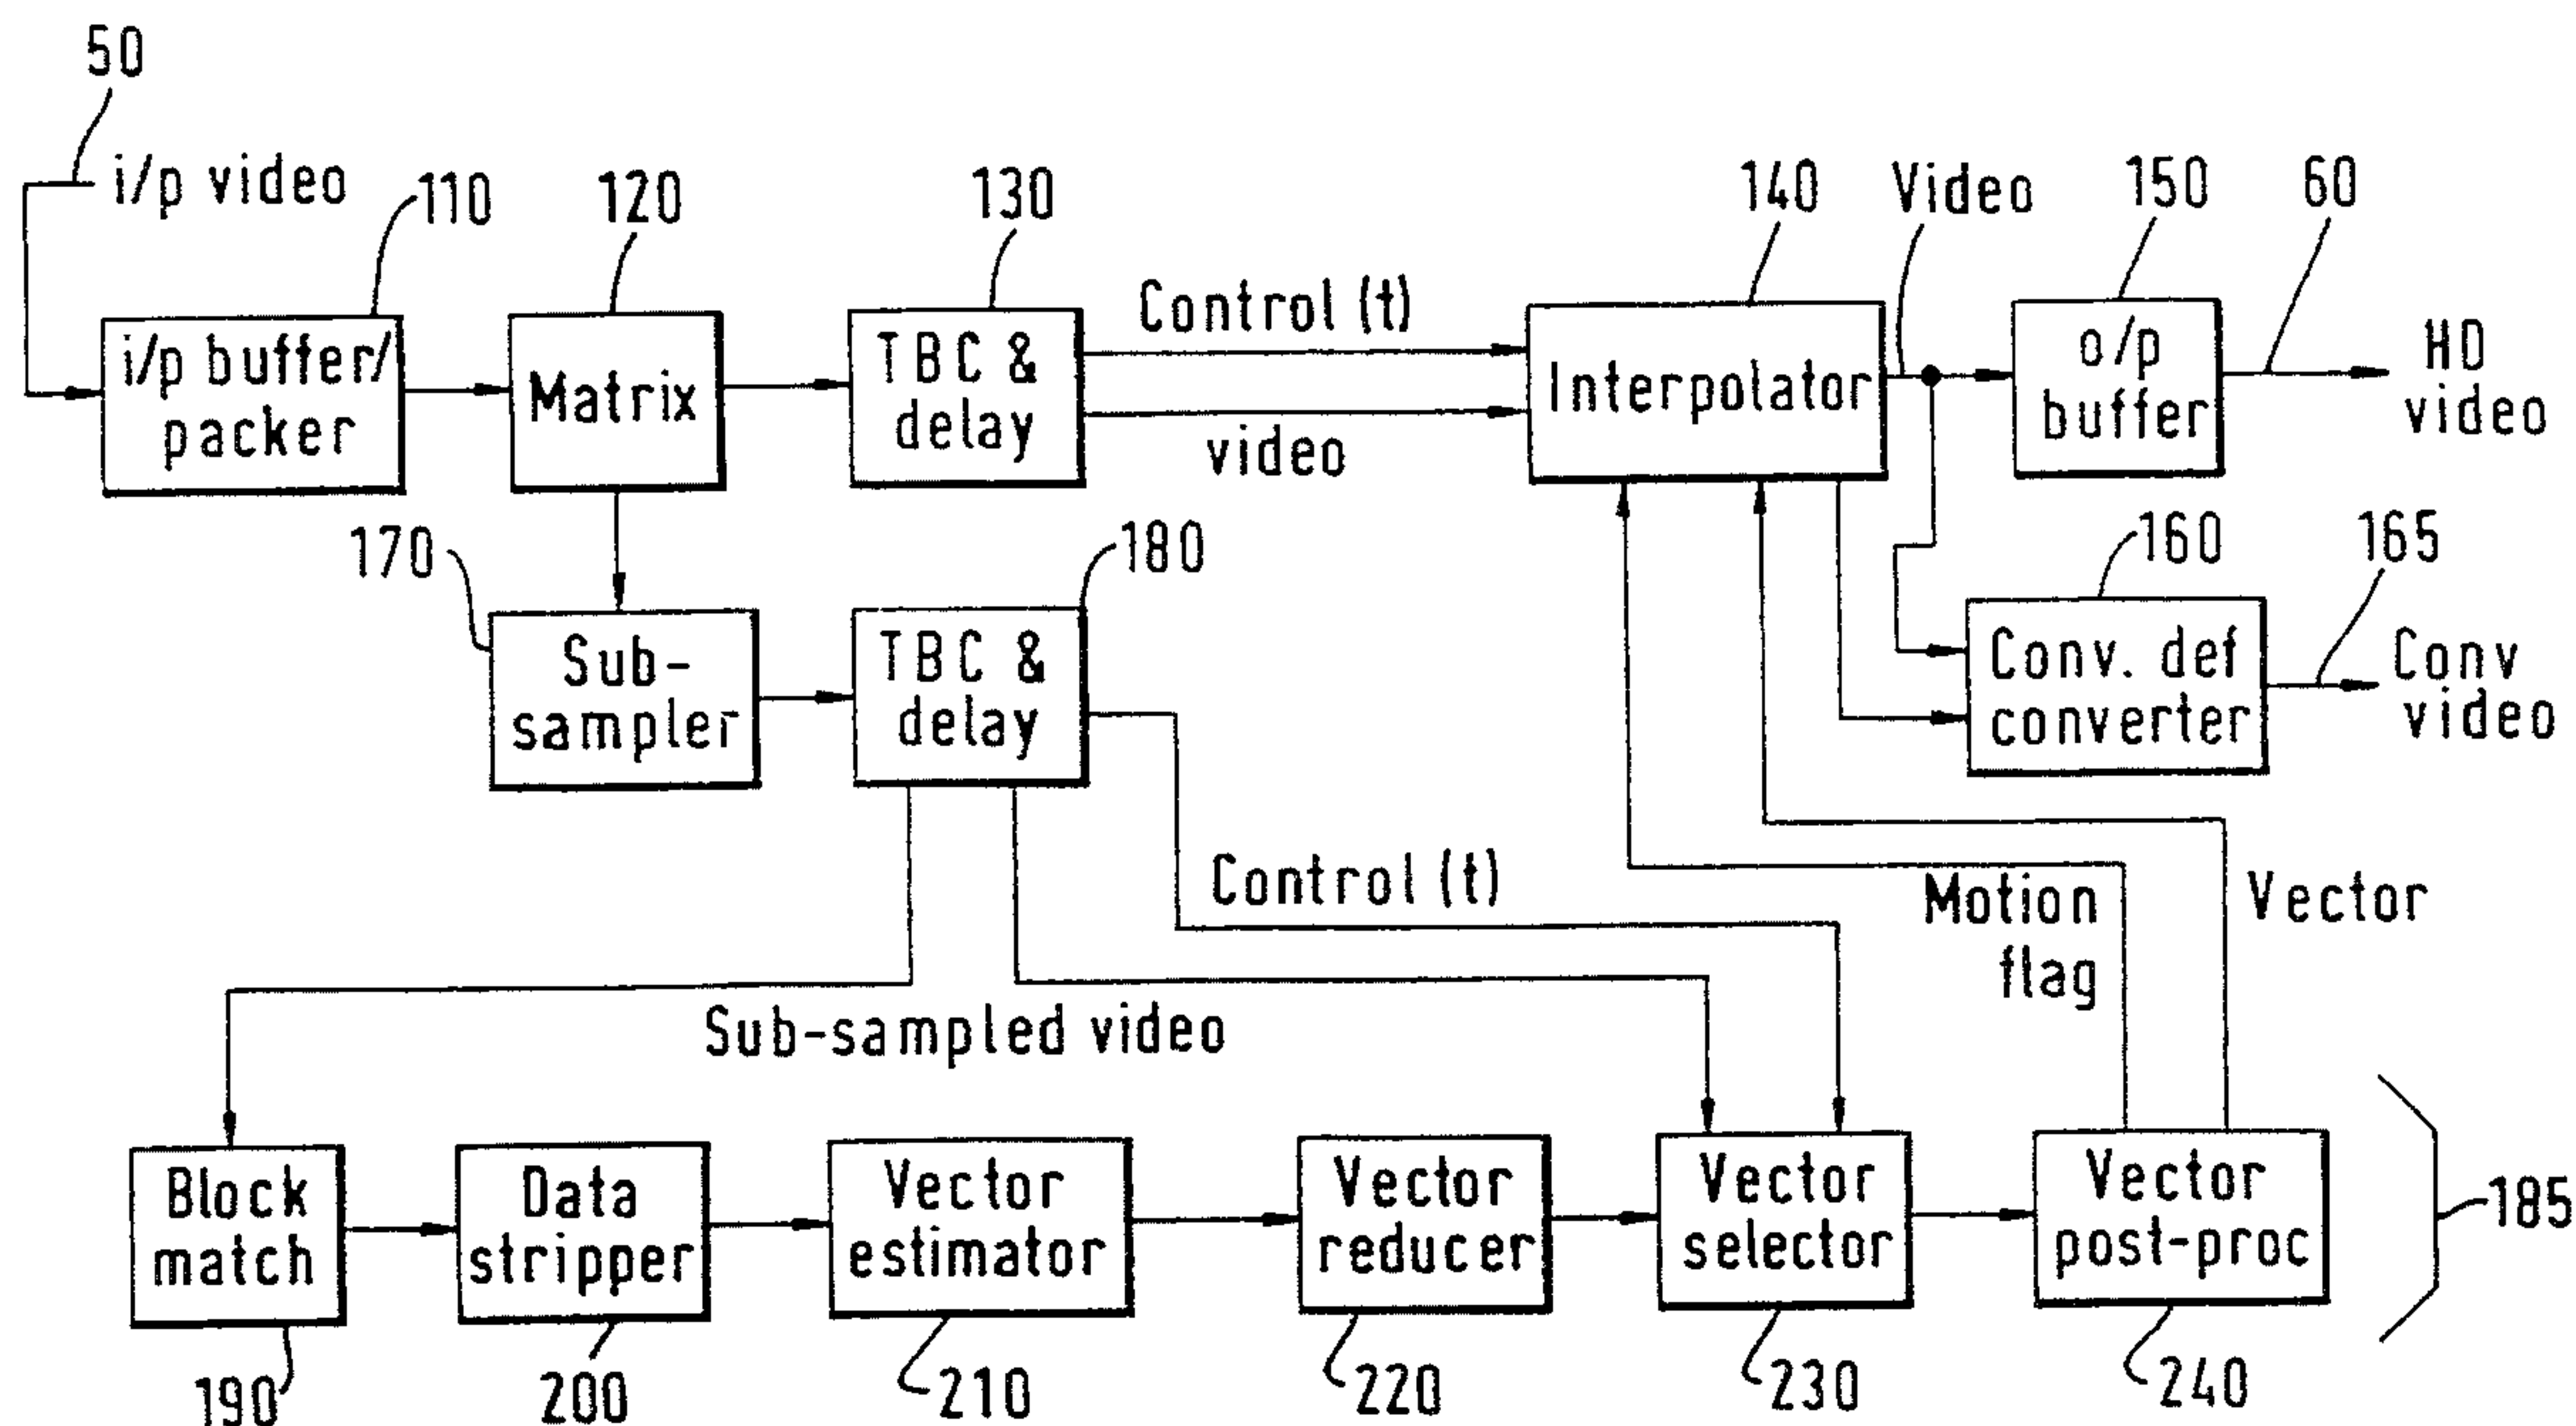 50
i/p video
110
120
130
140
Video
150
60
i/p buffer/
packer
Matrix
TBC &
delay
Control (t)
video
Interpolator
o/p
buffer
HD
video
170
180
160
165
Sub-
sampler
TBC &
delay
Conv. def
converter
Conv
video
Control (t)
Motion
flag
Vector
Sub-sampled video
185
Block
match
Data
stripper
Vector
estimator
Vector
reducer
Vector
selector
Vector
post-proc
190
200
210
220
230
240